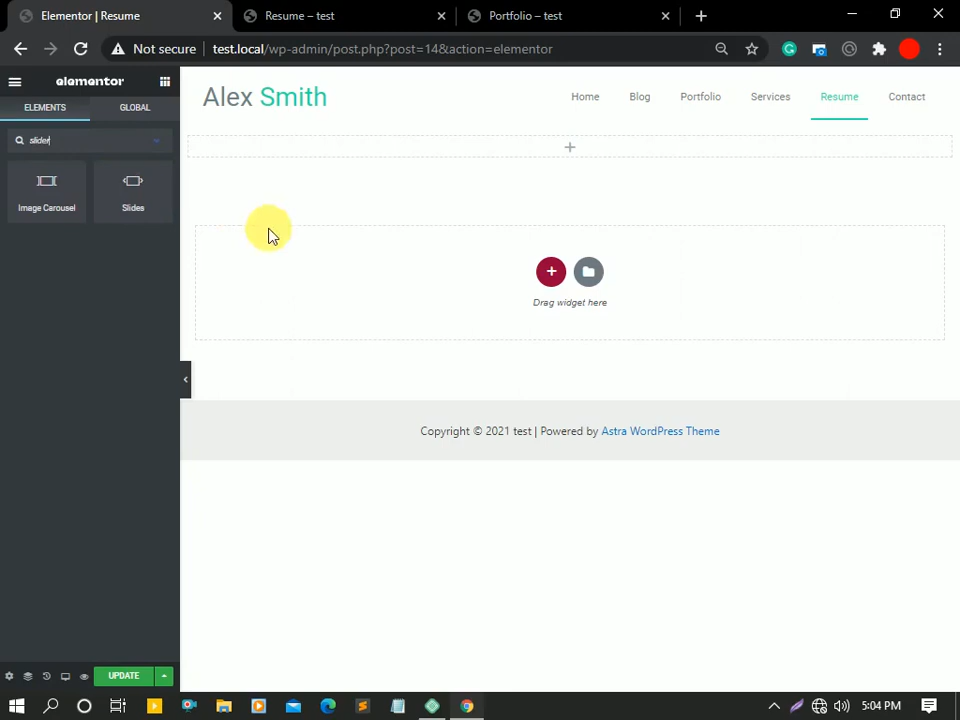 Elementor | Resume
Resume – test
Portfolio – test
Not secure
test.local/wp-admin/post.php?post=14&action=elementor
elementor
ELEMENTS
GLOBAL
slider
Image Carousel
Slides
UPDATE
Alex Smith
Home
Blog
Portfolio
Services
Resume
Contact
Drag widget here
Copyright © 2021 test | Powered by Astra WordPress Theme
5:04 PM